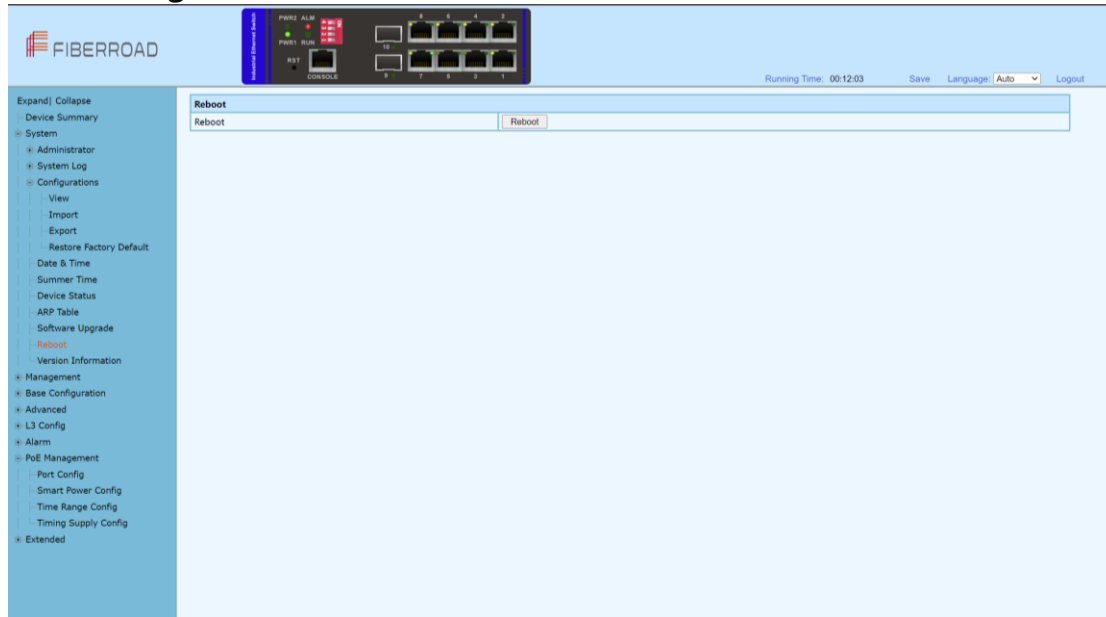 FIBERROAD
Industrial Ethernet Switch
PWR2 ALM
PWR1 RUN
RST
CONSOLE
8 6 4 2
10
9
7 5 3 1
Running Time: 00:12:03 Save Language: Auto Logout
Expand| Collapse
Device Summary
System
Administrator
System Log
Configurations
View
Import
Export
Restore Factory Default
Date & Time
Summer Time
Device Status
ARP Table
Software Upgrade
Reboot
Version Information
Management
Base Configuration
Advanced
L3 Config
Alarm
PoE Management
Port Config
Smart Power Config
Time Range Config
Timing Supply Config
Extended
Reboot
Reboot Reboot